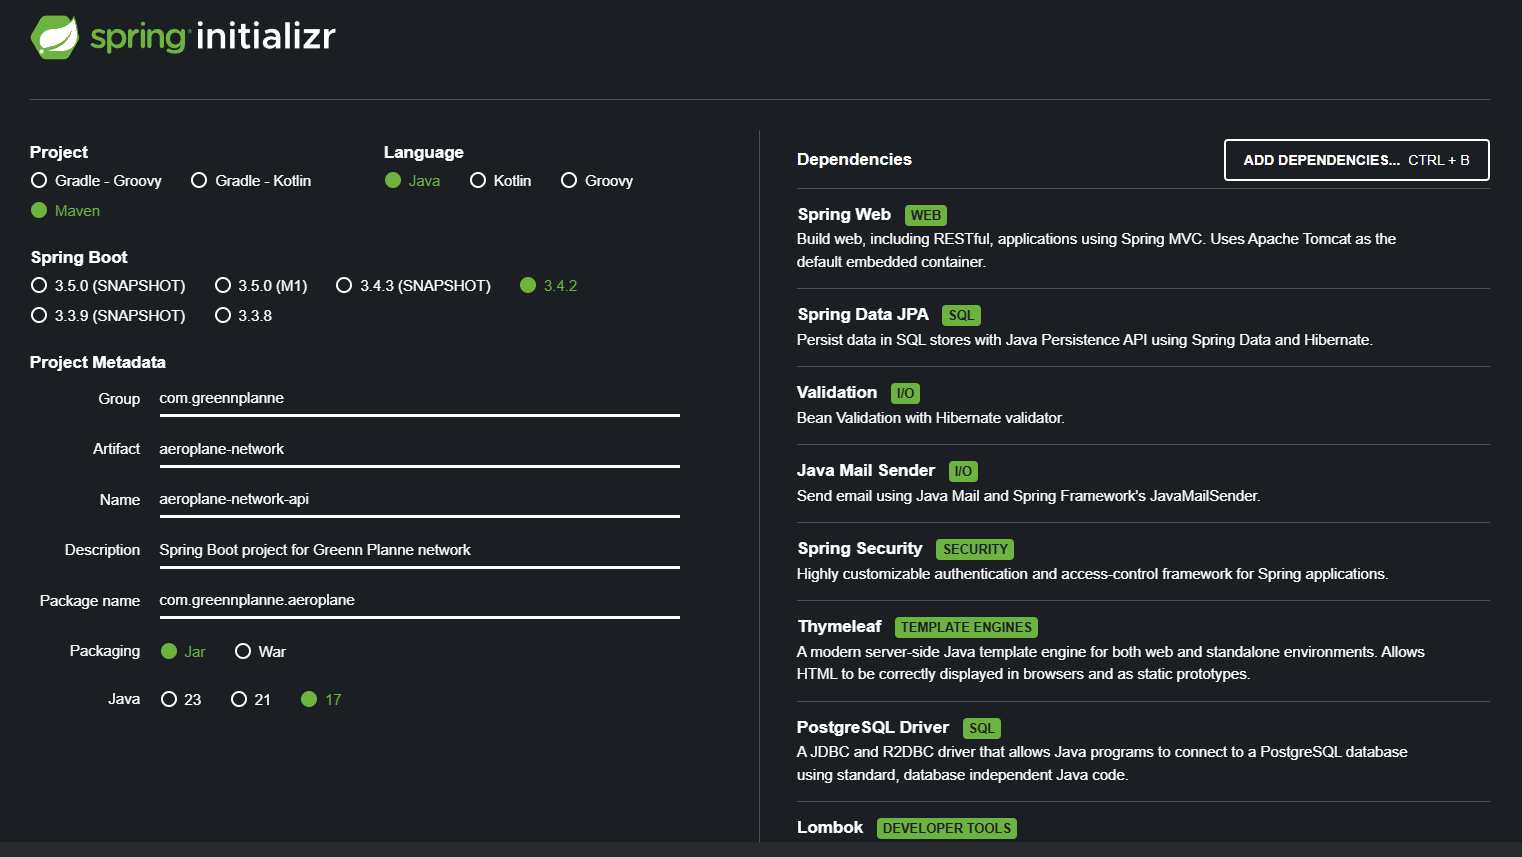 spring initializr
Project
Gradle - Groovy Gradle - Kotlin
Maven
Language
Java Kotlin Groovy
Spring Boot
3.5.0 (SNAPSHOT) 3.5.0 (M1) 3.4.3 (SNAPSHOT) 3.4.2
3.3.9 (SNAPSHOT) 3.3.8
Project Metadata
Group com.greennplanne
Artifact aeroplane-network
Name aeroplane-network-api
Description Spring Boot project for Greenn Planne network
Package name com.greennplanne.aeroplane
Packaging Jar War
Java 23 21 17
Dependencies ADD DEPENDENCIES... CTRL + B
Spring Web WEB
Build web, including RESTful, applications using Spring MVC. Uses Apache Tomcat as the
default embedded container.
Spring Data JPA SQL
Persist data in SQL stores with Java Persistence API using Spring Data and Hibernate.
Validation I/O
Bean Validation with Hibernate validator.
Java Mail Sender I/O
Send email using Java Mail and Spring Framework's JavaMailSender.
Spring Security SECURITY
Highly customizable authentication and access-control framework for Spring applications.
Thymeleaf TEMPLATE ENGINES
A modern server-side Java template engine for both web and standalone environments. Allows
HTML to be correctly displayed in browsers and as static prototypes.
PostgreSQL Driver SQL
A JDBC and R2DBC driver that allows Java programs to connect to a PostgreSQL database
using standard, database independent Java code.
Lombok DEVELOPER TOOLS